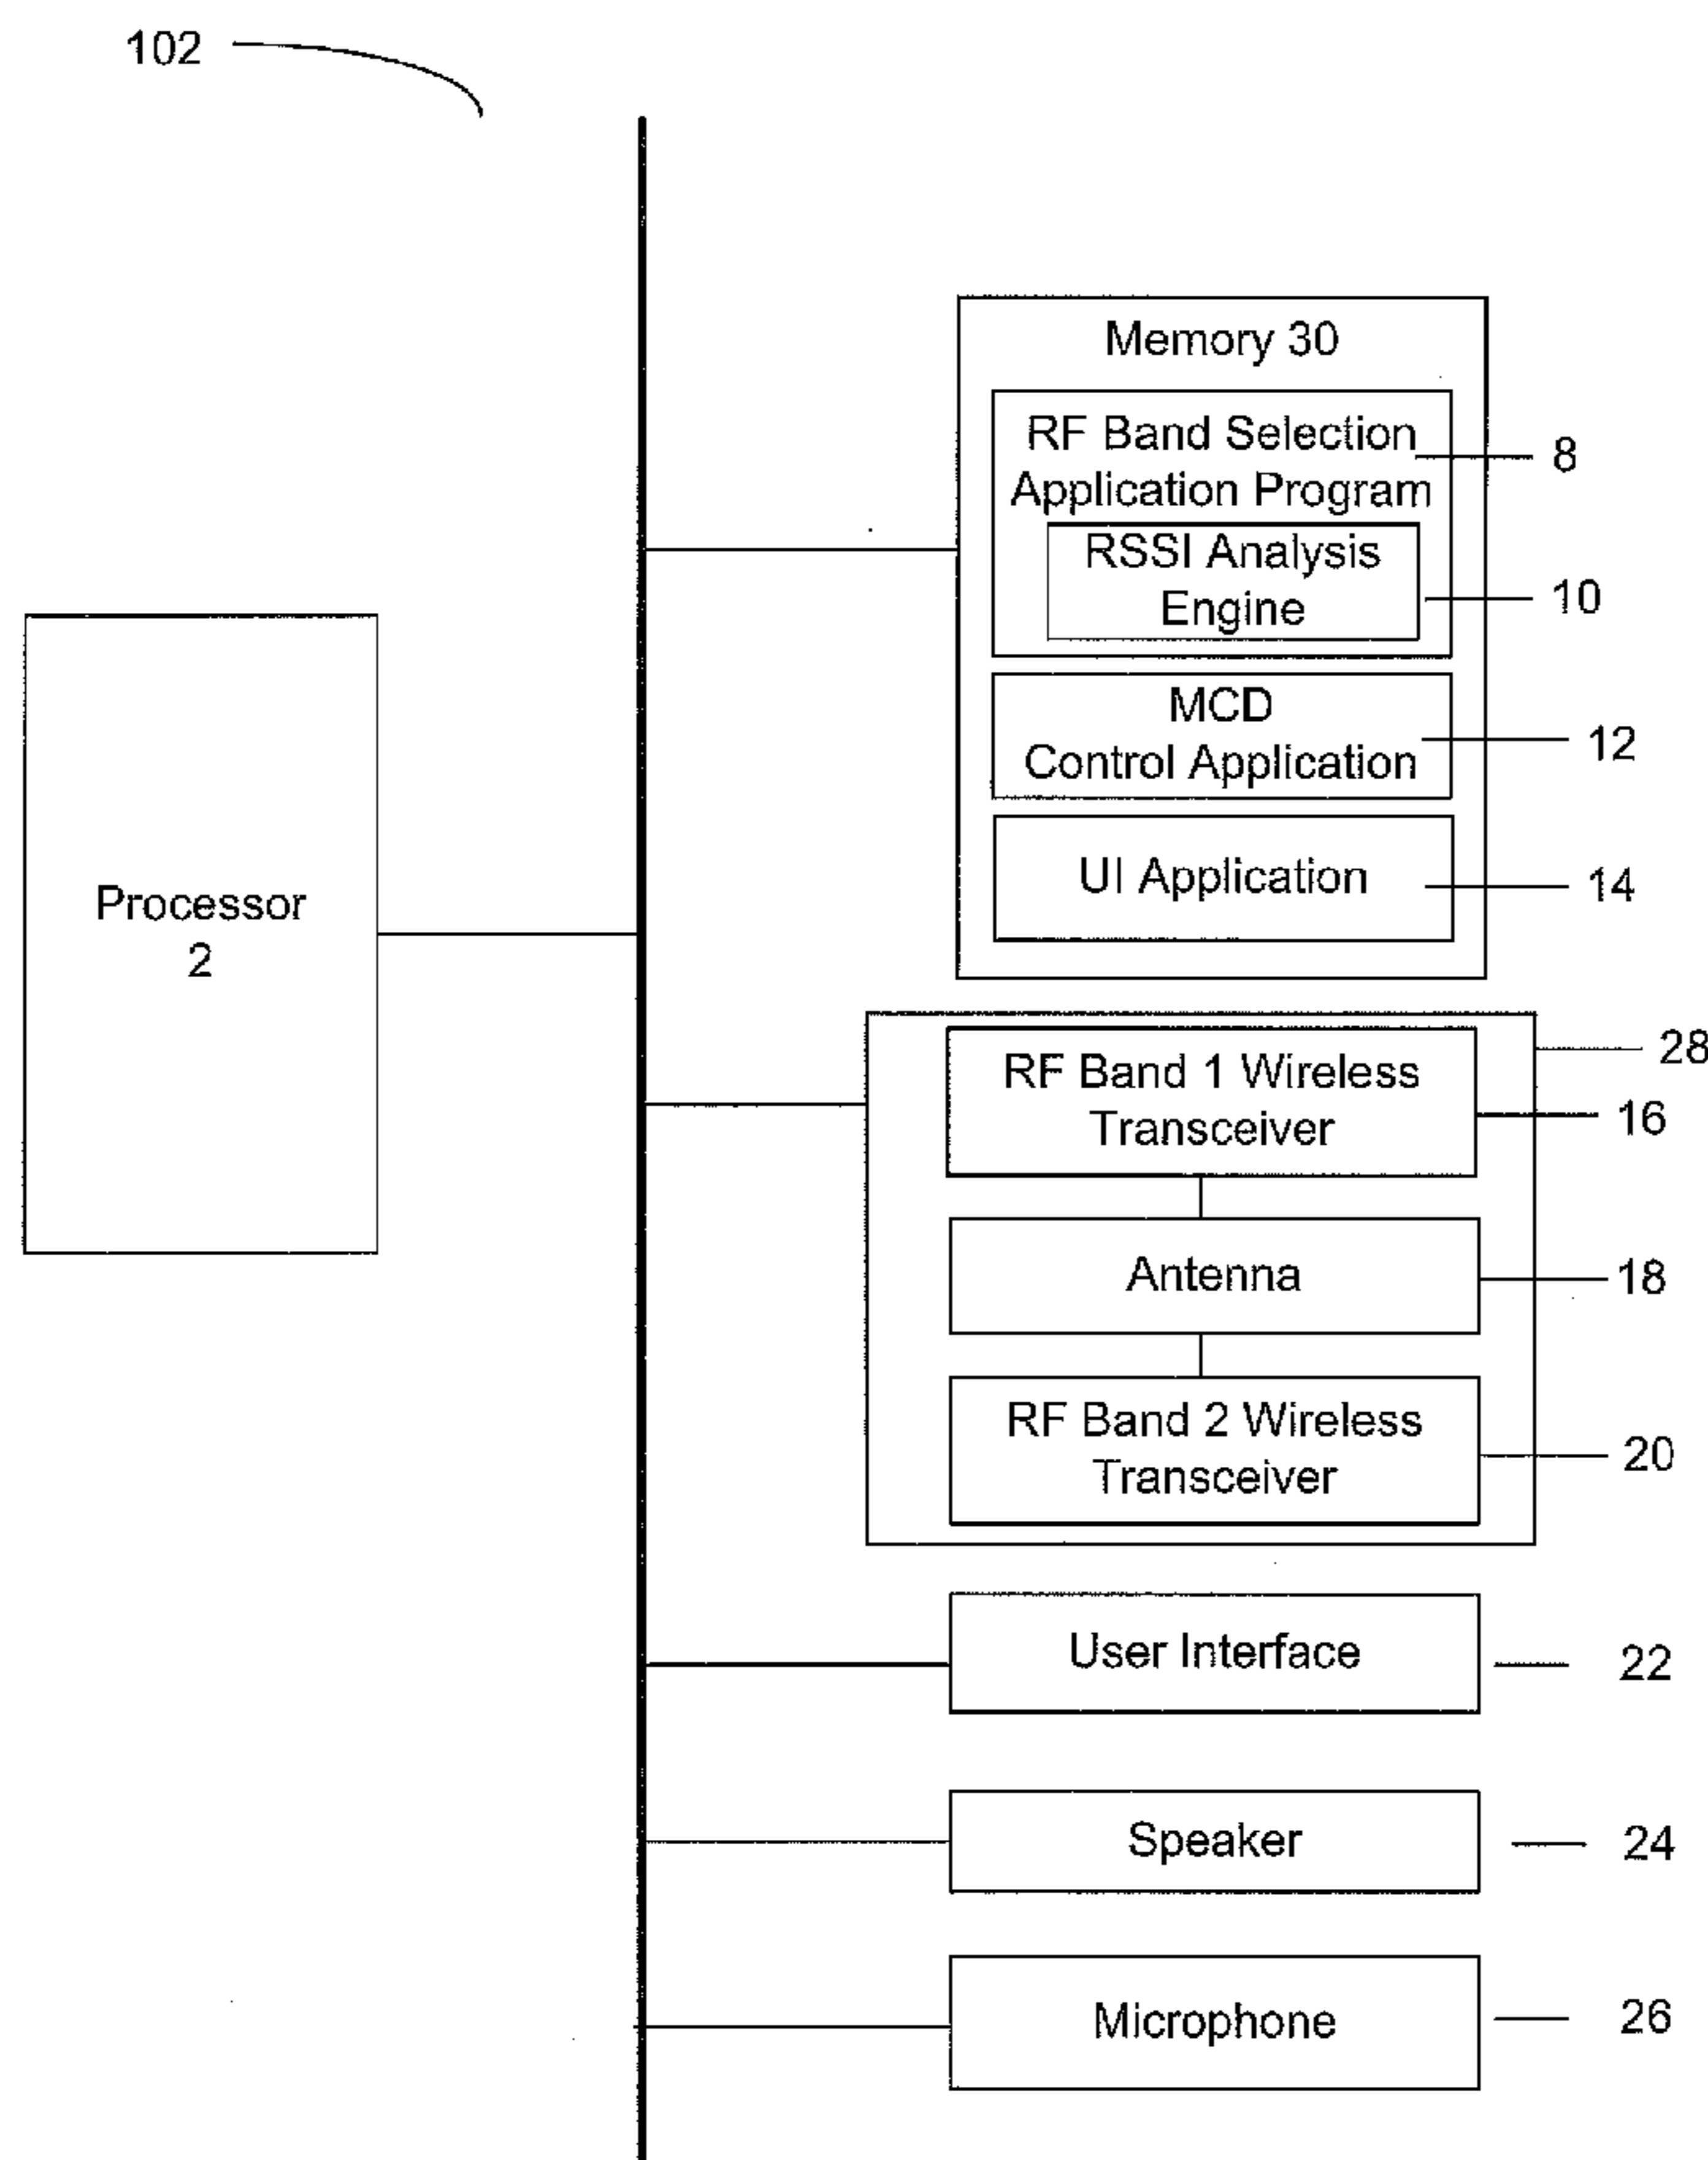 102
Memory 30
RF Band Selection
Application Program
8
RSSI Analysis
Engine
10
MCD
Control Application
12
UI Application
14
Processor
2
28
RF Band 1 Wireless
Transceiver
16
Antenna
18
RF Band 2 Wireless
Transceiver
20
User Interface
22
Speaker
24
Microphone
26